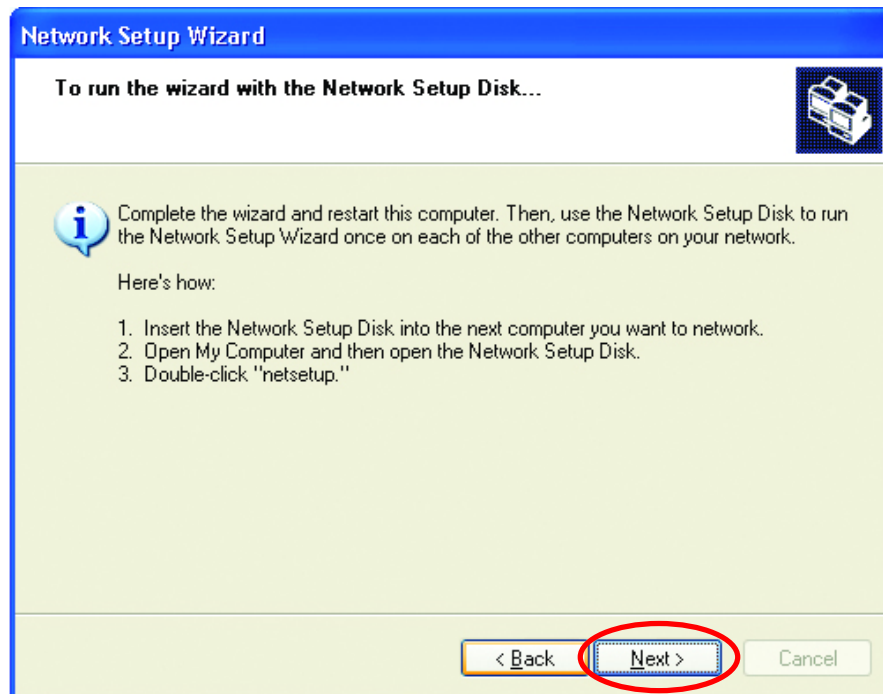 Network Setup Wizard
To run the wizard with the Network Setup Disk...
Complete the wizard and restart this computer. Then, use the Network Setup Disk to run
the Network Setup Wizard once on each of the other computers on your network.
Here's how:
1. Insert the Network Setup Disk into the next computer you want to network.
2. Open My Computer and then open the Network Setup Disk.
3. Double-click "netsetup."
< Back
Next >
Cancel